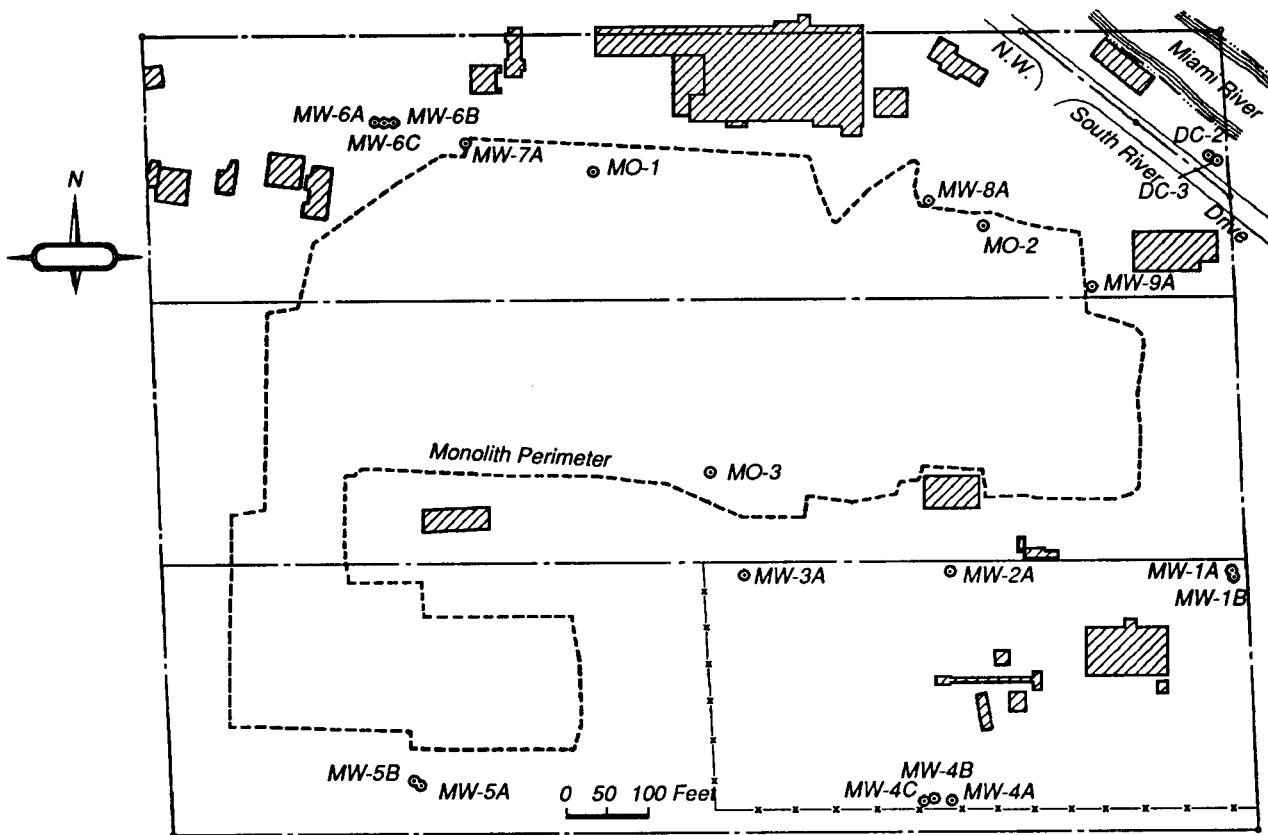 N.W.
Miami River
South River
Drive
DC-2
DC-3
MW-6A
MW-6B
MW-6C
MW-7A
MO-1
MW-8A
MO-2
N
MW-9A
Monolith Perimeter
MO-3
MW-3A
MW-2A
MW-1A
MW-1B
MW-5B
MW-5A
0 50 100 Feet
MW-4B
MW-4C
MW-4A